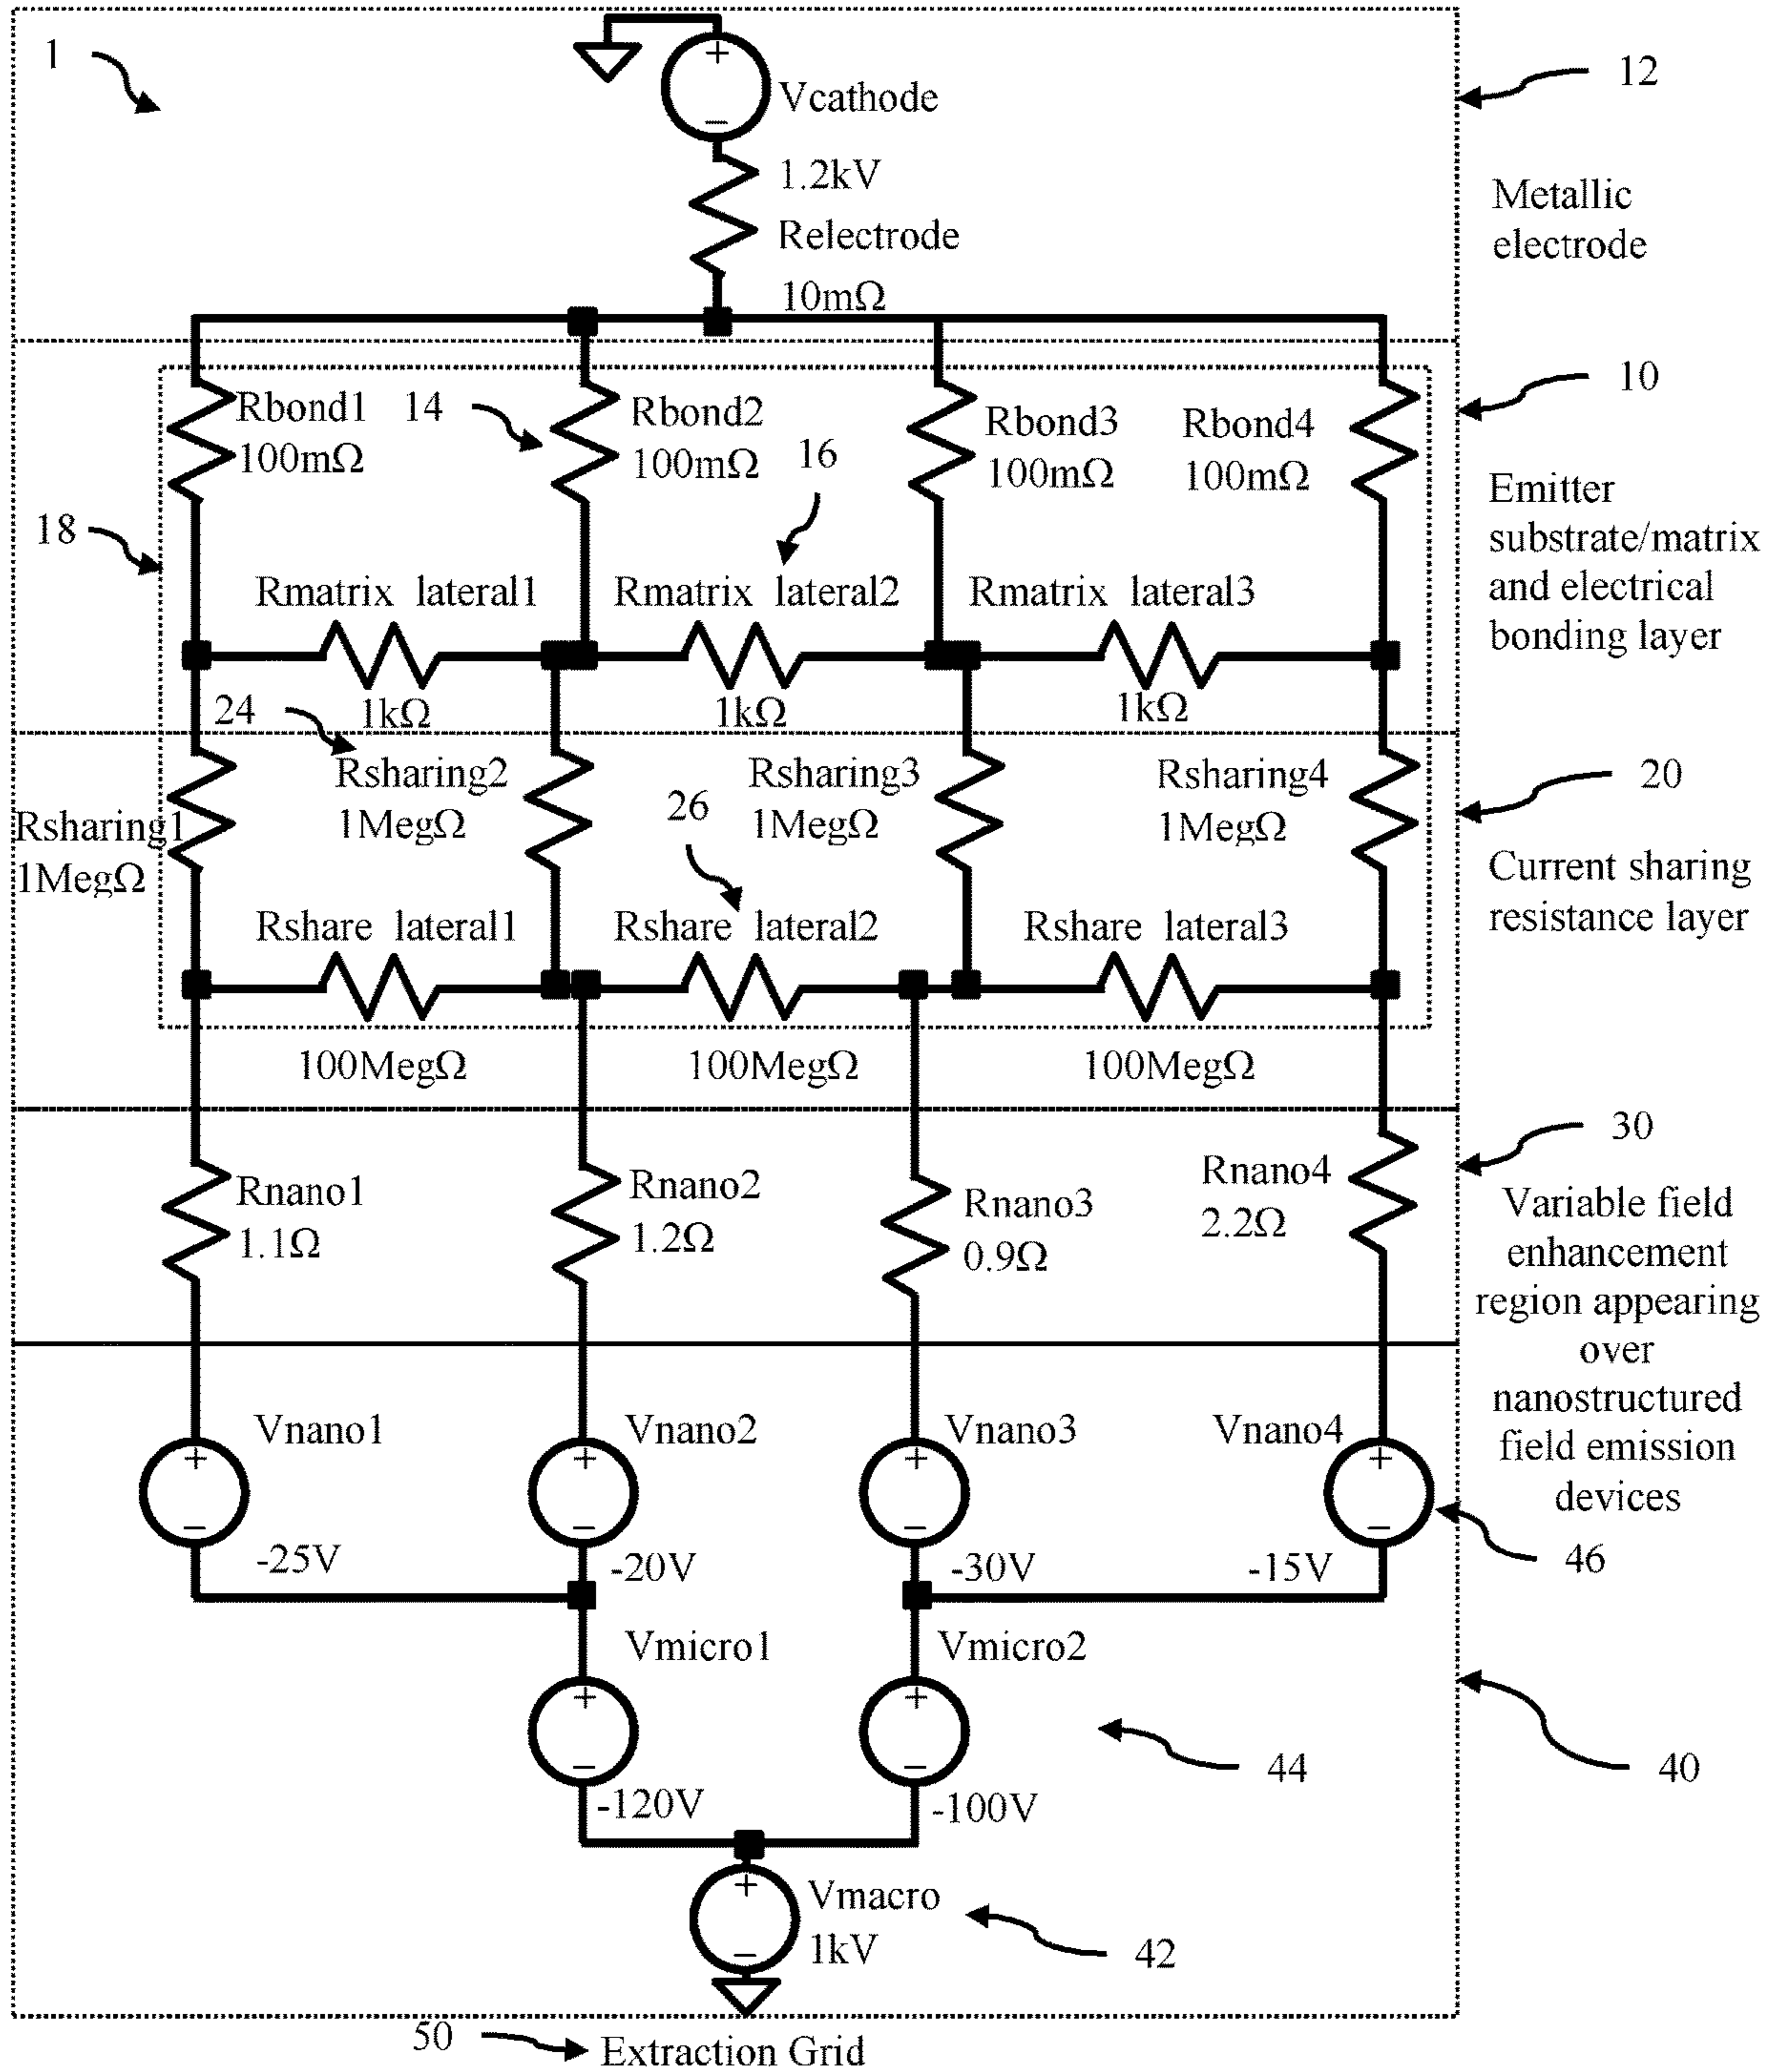 1
+
Vcathode
−
1.2kV
Relectrode
10mΩ
12
Metallic
electrode
10
Rbond1
100mΩ
14
Rbond2
100mΩ
16
Rbond3
100mΩ
Rbond4
100mΩ
Emitter
substrate/matrix
and electrical
bonding layer
18
Rmatrix lateral1
Rmatrix lateral2
Rmatrix lateral3
1kΩ
1kΩ
1kΩ
24
Rsharing1
1MegΩ
Rsharing2
1MegΩ
26
Rsharing3
1MegΩ
Rsharing4
1MegΩ
20
Current sharing
resistance layer
Rshare lateral1
Rshare lateral2
Rshare lateral3
100MegΩ
100MegΩ
100MegΩ
30
Rnano1
1.1Ω
Rnano2
1.2Ω
Rnano3
0.9Ω
Rnano4
2.2Ω
Variable field
enhancement
region appearing
over
nanostructured
field emission
devices
Vnano1
+
−
-25V
Vnano2
+
−
-20V
Vnano3
+
−
-30V
Vnano4
+
−
-15V
46
Vmicro1
+
−
-120V
Vmicro2
+
−
-100V
44
40
+
Vmacro
1kV
−
42
50
Extraction Grid